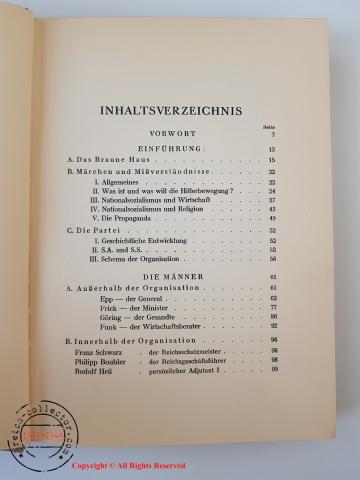 INHALTSVERZEICHNIS
Seite
VORWORT 7
EINFÜHRUNG: 13
A. Das Braune Haus . . . . . . . . . . 15
B. Märchen und Mißverständnisse . . . . . 22
I. Allgemeines . . . . . . . . . . 22
II. Was ist und was will die Hitlerbewegung? . . 24
III. Nationalsozialismus und Wirtschaft . . . . 37
IV. Nationalsozialismus und Religion . . . . 43
V. Die Propaganda . . . . . . . . . 49
C. Die Partei . . . . . . . . . . 52
I. Geschichtliche Entwicklung . . . . . . 52
II. S.A. und S.S. . . . . . . . . . 53
III. Schema der Organisation . . . . . . . 56
DIE MÄNNER 61
A. Außerhalb der Organisation . . . . . . 61
Epp — der General . . . . . . . . 63
Frick — der Minister . . . . . . . . 77
Göring — der Gesandte . . . . . . . 86
Funk — der Wirtschaftsberater . . . . . . 92
B. Innerhalb der Organisation . . . . . . 96
Franz Schwarz . der Reichsschatzmeister . . . 96
Philipp Bouhler . der Reichsgeschäftsführer . . . 98
Rudolf Heß . persönlicher Adjutant I . . . . 99
dreich-collector.com
1933-1945
Copyright © All Rights Reserved